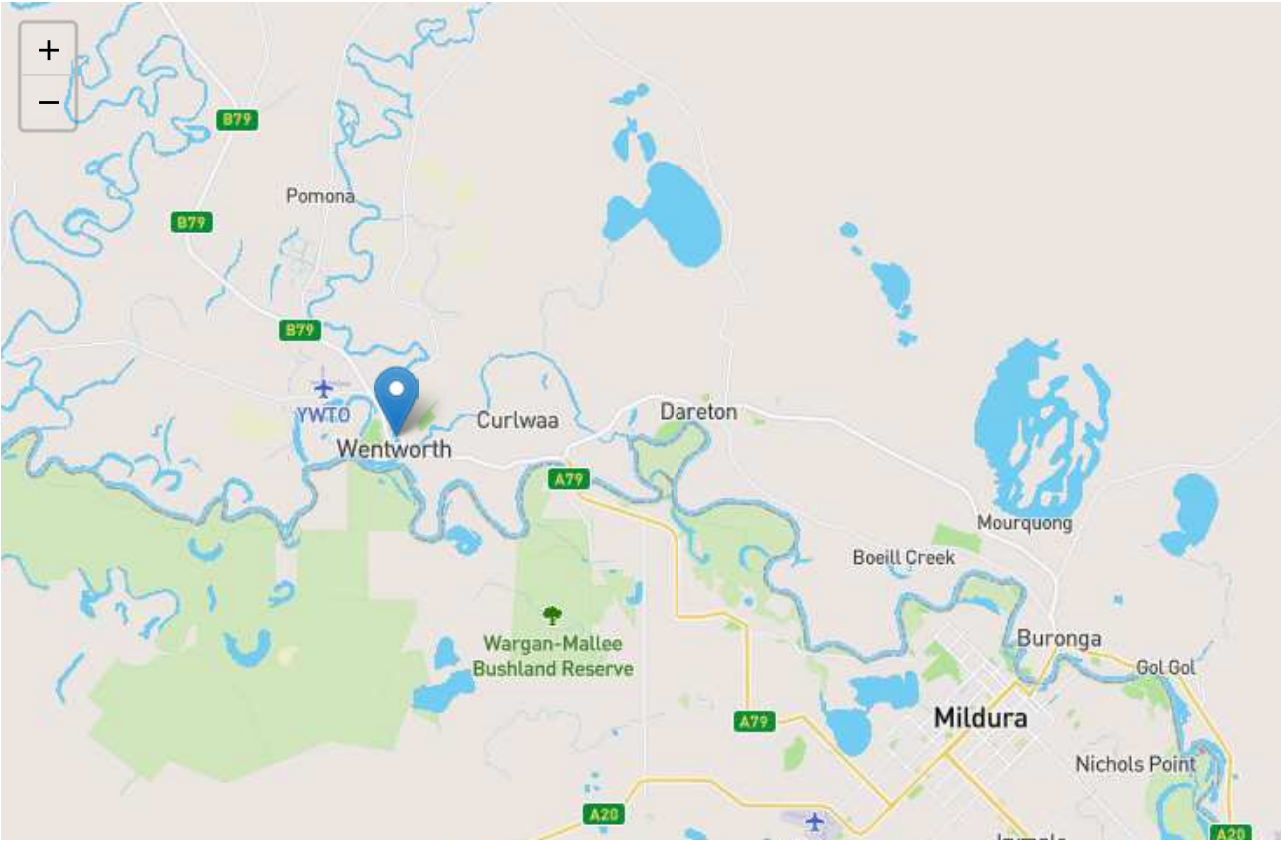 +
−
B79
Pomona
B79
B79
YWTO
Wentworth
Curlwaa
Dareton
A79
Mourquong
Boeill Creek
Wargan-Mallee
Bushland Reserve
Buronga
Gol Gol
Mildura
A79
Nichols Point
A20
A20